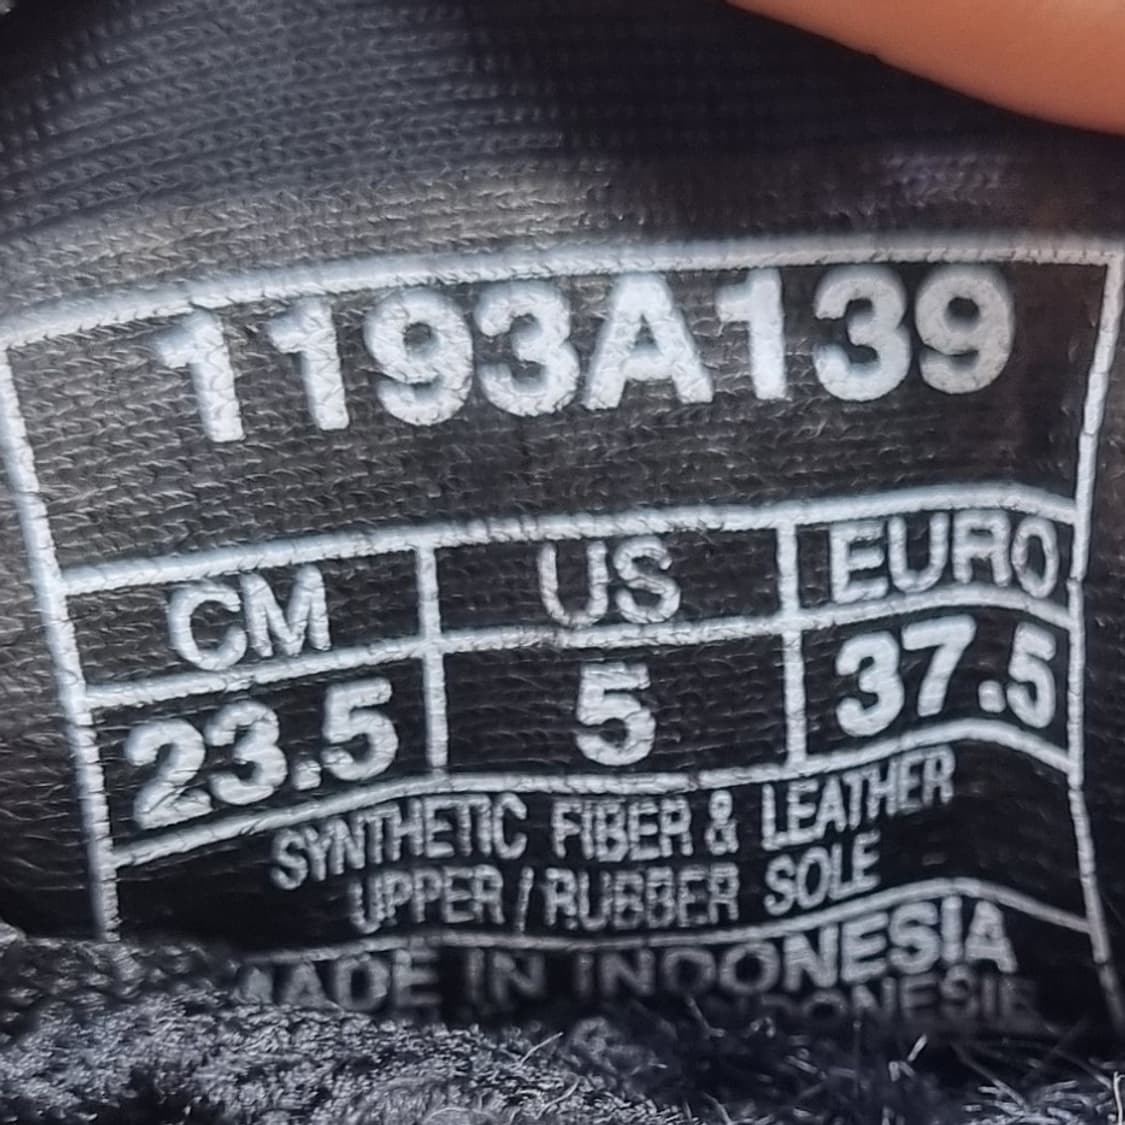 1193A139
CM US EURO
23.5 5 37.5
SYNTHETIC FIBER & LEATHER
UPPER / RUBBER SOLE
MADE IN INDONESIA